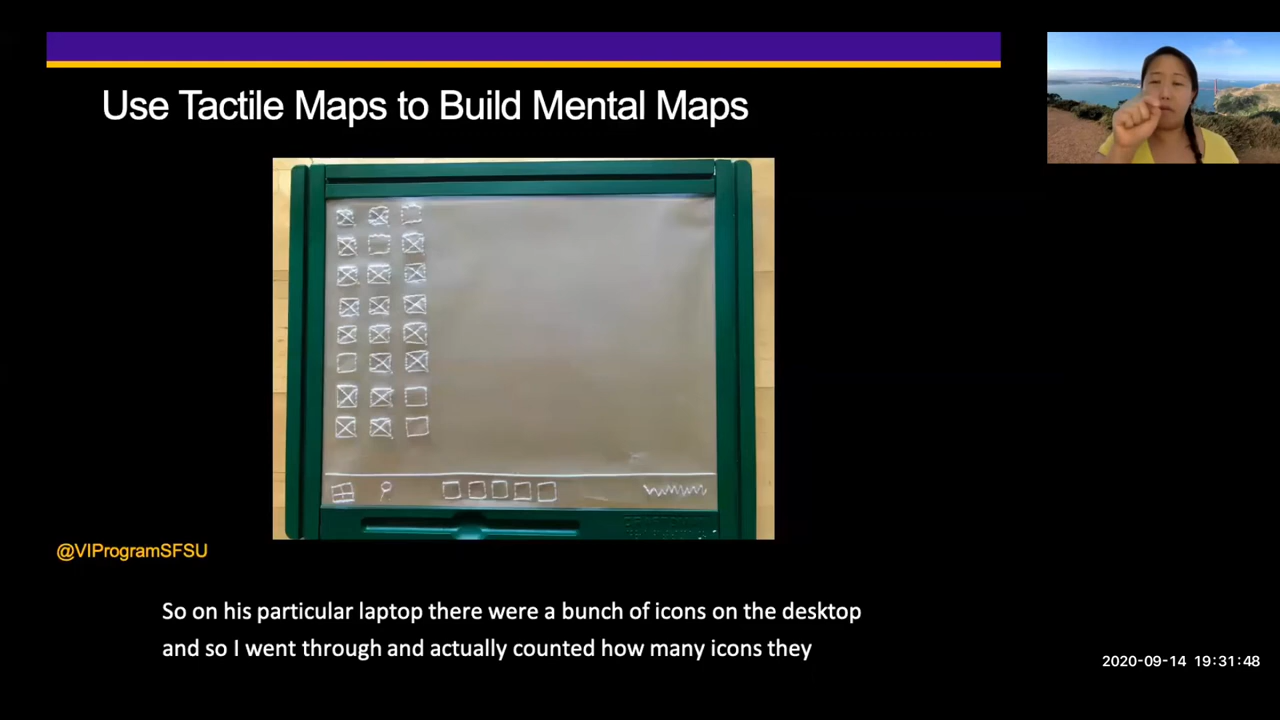 Use Tactile Maps to Build Mental Maps
@VIProgramSFSU
So on his particular laptop there were a bunch of icons on the desktop
and so I went through and actually counted how many icons they
2020-09-14 19:31:48